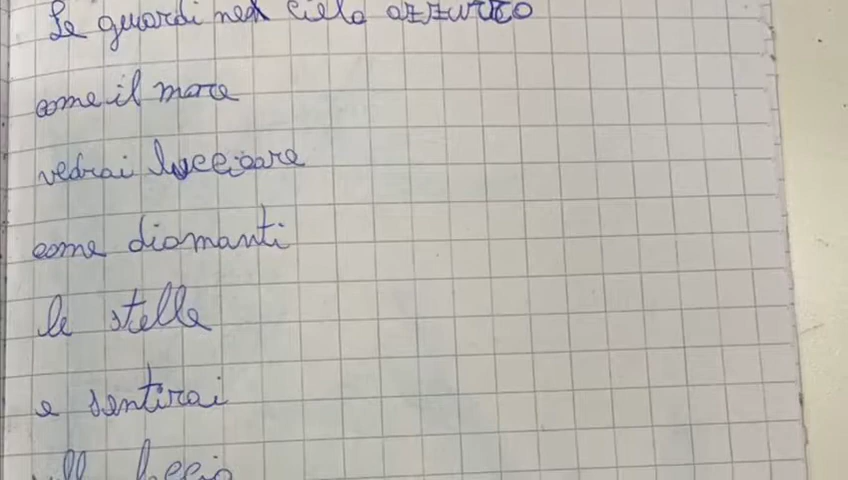 Se guardi nel cielo azzurro
come il mare
vedrai luccicare
come diamanti
le stelle
e sentirai